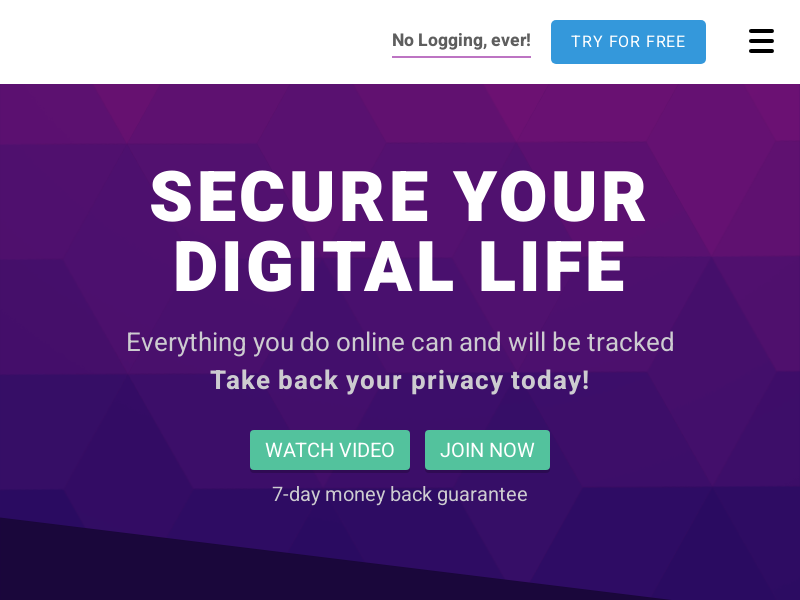 No Logging, ever!
TRY FOR FREE
SECURE YOUR
DIGITAL LIFE
Everything you do online can and will be tracked
Take back your privacy today!
WATCH VIDEO
JOIN NOW
7-day money back guarantee